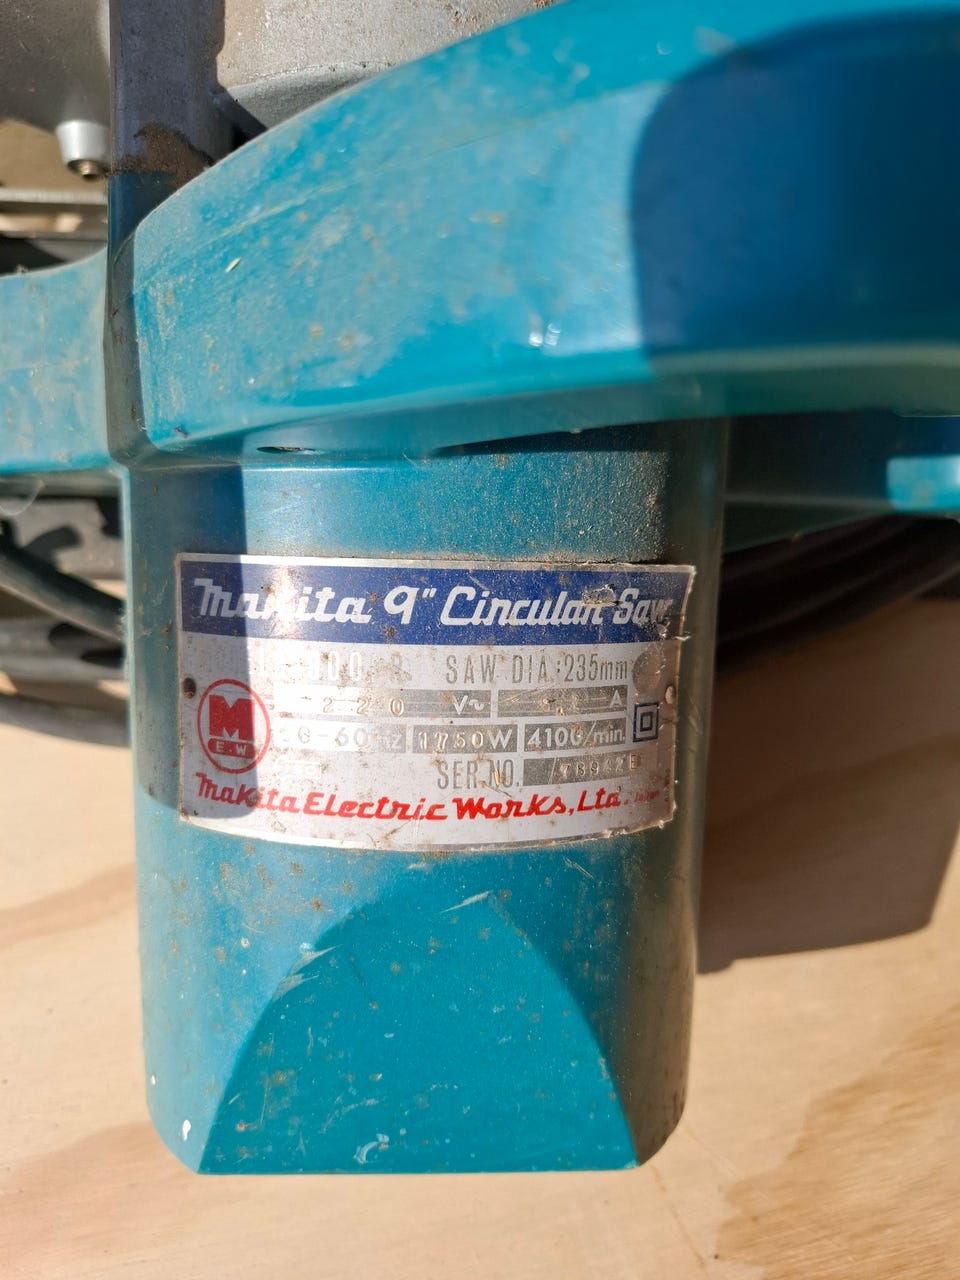 Makita 9" Circular Saw
SAW DIA.:235mm
220 V~ A
-60Hz 1750W 4100/min.
M
E.W
SER.NO.
Makita Electric Works, Ltd. Japan